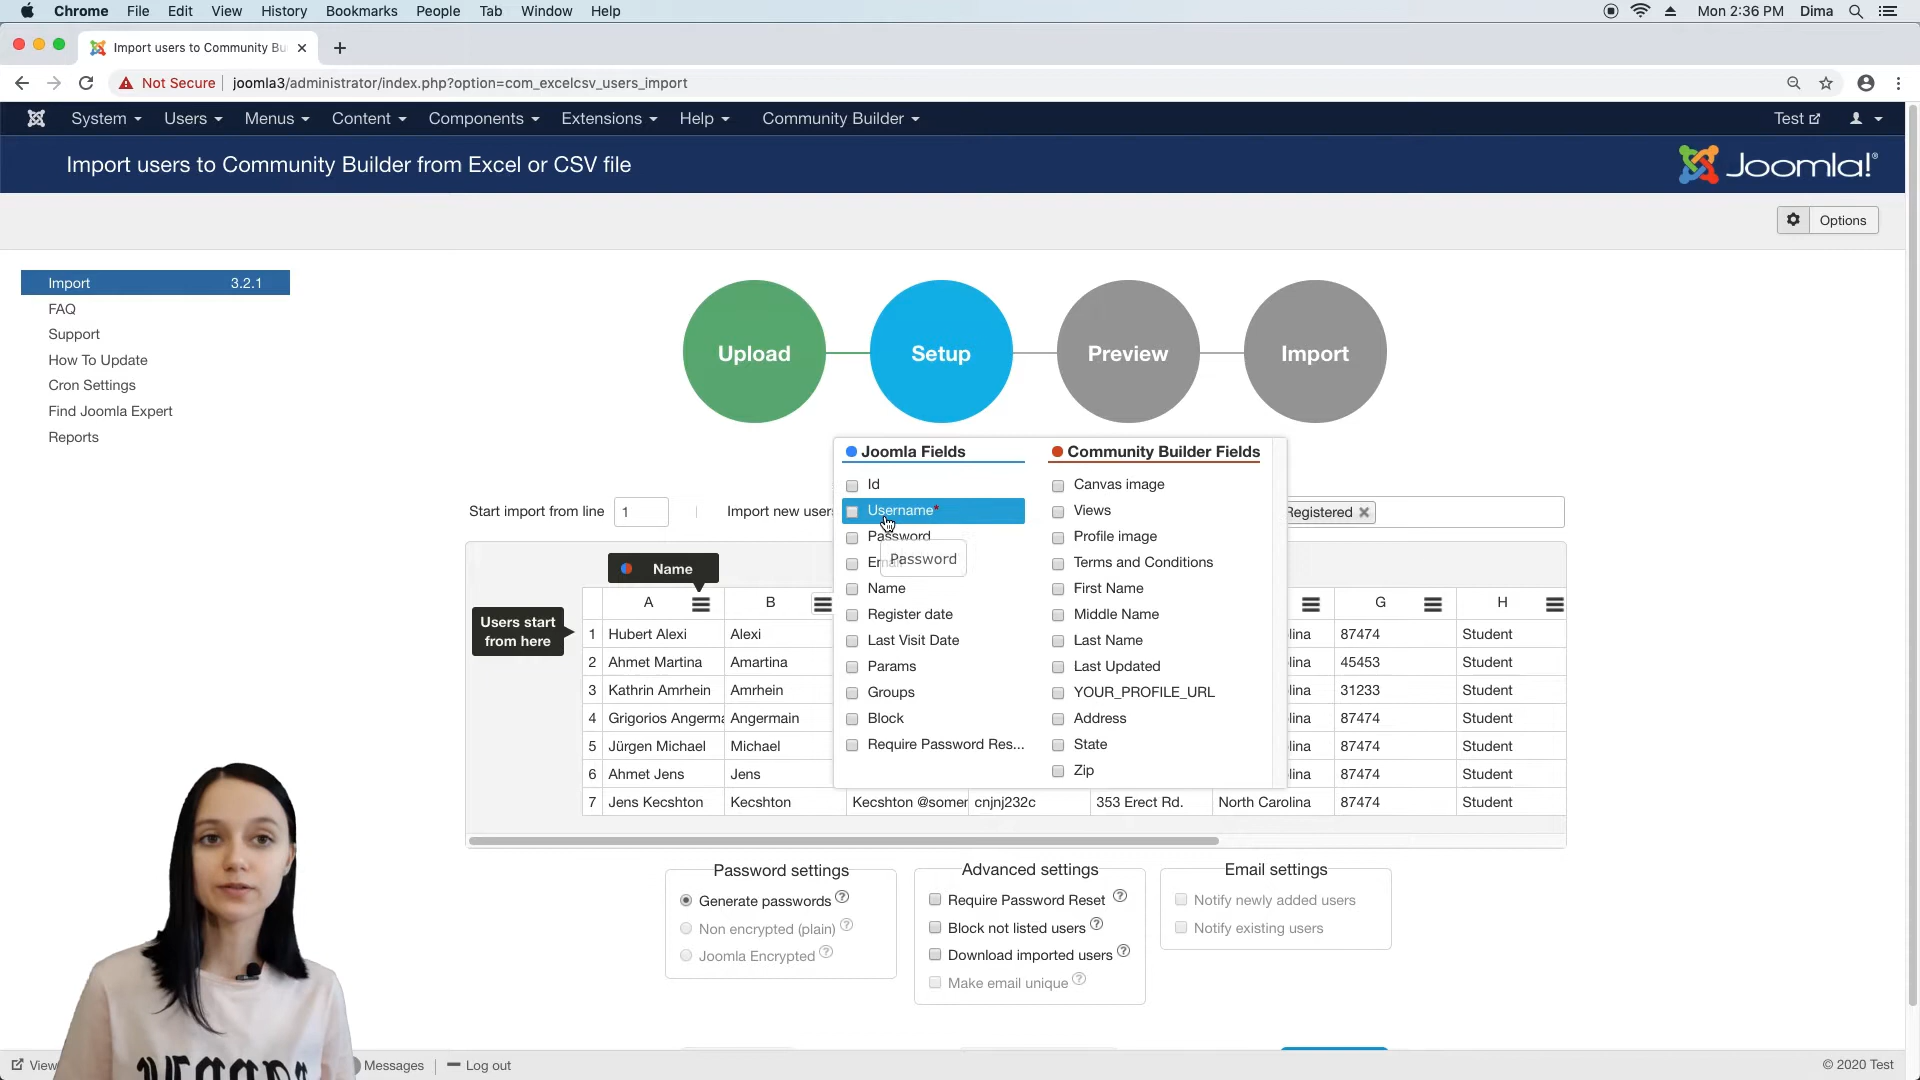 Chrome File Edit View History Bookmarks People Tab Window Help Mon 2:36 PM Dima
Import users to Community Bu
Not Secure joomla3/administrator/index.php?option=com_excelcsv_users_import
System Users Menus Content Components Extensions Help Community Builder Test
Import users to Community Builder from Excel or CSV file Joomla!®
Options
Import 3.2.1
FAQ
Support
How To Update
Cron Settings
Find Joomla Expert
Reports
Upload Setup Preview Import
Joomla Fields
Id
Username*
Password
Password
Name
Register date
Last Visit Date
Params
Groups
Block
Require Password Res...
Community Builder Fields
Canvas image
Views
Profile image
Terms and Conditions
First Name
Middle Name
Last Name
Last Updated
YOUR_PROFILE_URL
Address
State
Zip
Start import from line 1 Import new user Registered
Name
A B G H
Users start
from here
1 Hubert Alexi Alexi lina 87474 Student
2 Ahmet Martina Amartina lina 45453 Student
3 Kathrin Amrhein Amrhein lina 31233 Student
4 Grigorios Angerma Angermain lina 87474 Student
5 Jürgen Michael Michael lina 87474 Student
6 Ahmet Jens Jens lina 87474 Student
7 Jens Kecshton Kecshton Kecshton @somer cnjnj232c 353 Erect Rd. North Carolina 87474 Student
Password settings
Generate passwords ?
Non encrypted (plain) ?
Joomla Encrypted ?
Advanced settings
Require Password Reset ?
Block not listed users ?
Download imported users ?
Make email unique ?
Email settings
Notify newly added users
Notify existing users
View Messages Log out © 2020 Test